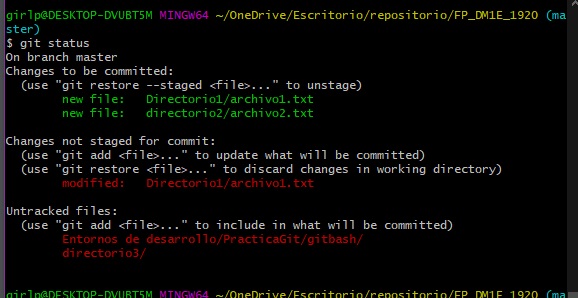 girlp@DESKTOP-DVUBT5M MINGW64 ~/OneDrive/Escritorio/repositorio/FP_DM1E_1920 (ma
ster)
$ git status
On branch master
Changes to be committed:
  (use "git restore --staged <file>..." to unstage)
        new file:   Directorio1/archivo1.txt
        new file:   directorio2/archivo2.txt

Changes not staged for commit:
  (use "git add <file>..." to update what will be committed)
  (use "git restore <file>..." to discard changes in working directory)
        modified:   Directorio1/archivo1.txt

Untracked files:
  (use "git add <file>..." to include in what will be committed)
        Entornos de desarrollo/PracticaGit/gitbash/
        directorio3/

girlp@DESKTOP-DVUBT5M MINGW64 ~/OneDrive/Escritorio/repositorio/FP_DM1E_1920 (ma